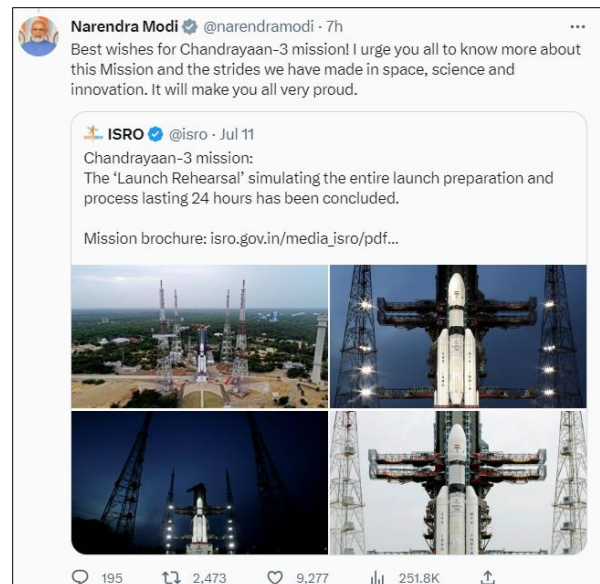 Narendra Modi @narendramodi · 7h
Best wishes for Chandrayaan-3 mission! I urge you all to know more about
this Mission and the strides we have made in space, science and
innovation. It will make you all very proud.
ISRO @isro · Jul 11
Chandrayaan-3 mission:
The ‘Launch Rehearsal’ simulating the entire launch preparation and
process lasting 24 hours has been concluded.
Mission brochure: isro.gov.in/media_isro/pdf...
195 2,473 9,277 251.8K